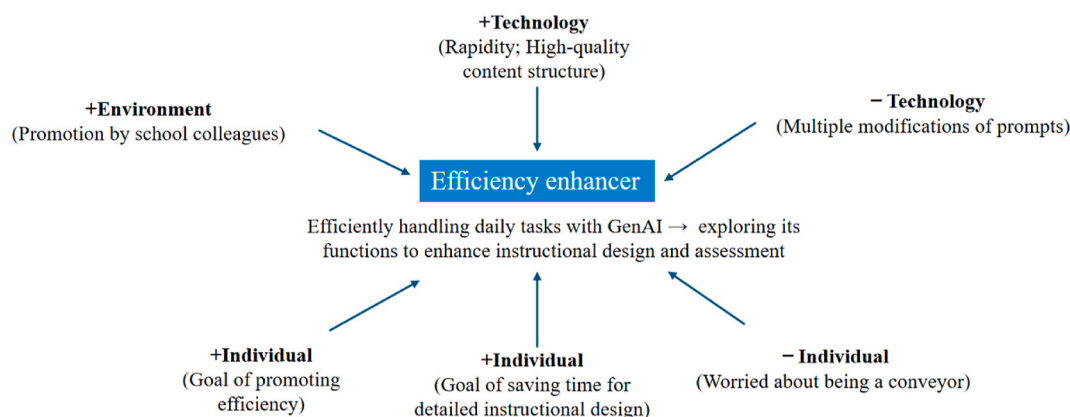 +Technology
(Rapidity; High-quality
content structure)
+Environment
(Promotion by school colleagues)
− Technology
(Multiple modifications of prompts)
Efficiency enhancer
Efficiently handling daily tasks with GenAI → exploring its
functions to enhance instructional design and assessment
+Individual
(Goal of promoting
efficiency)
+Individual
(Goal of saving time for
detailed instructional design)
− Individual
(Worried about being a conveyor)